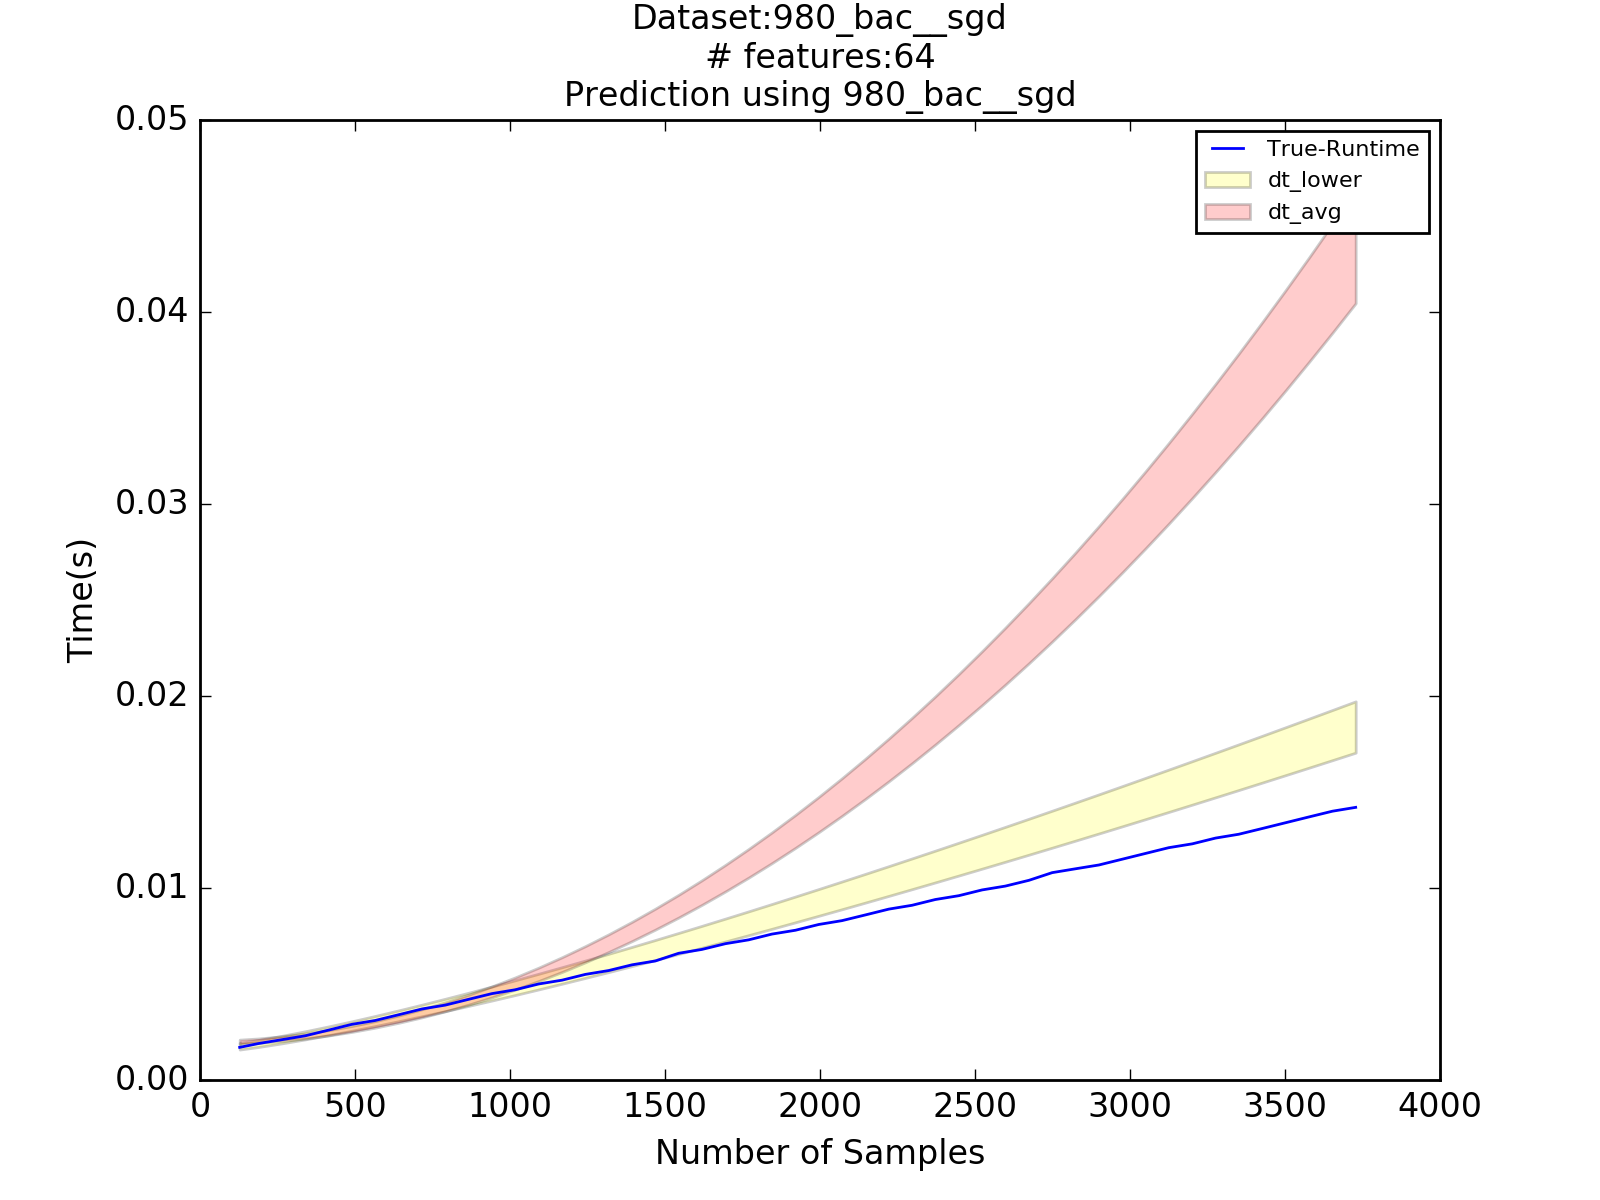 Dataset:980_bac__sgd
# features:64
Prediction using 980_bac__sgd
True-Runtime
dt_lower
dt_avg
0.05
0.04
0.03
0.02
0.01
0.00
Time(s)
0 500 1000 1500 2000 2500 3000 3500 4000
Number of Samples